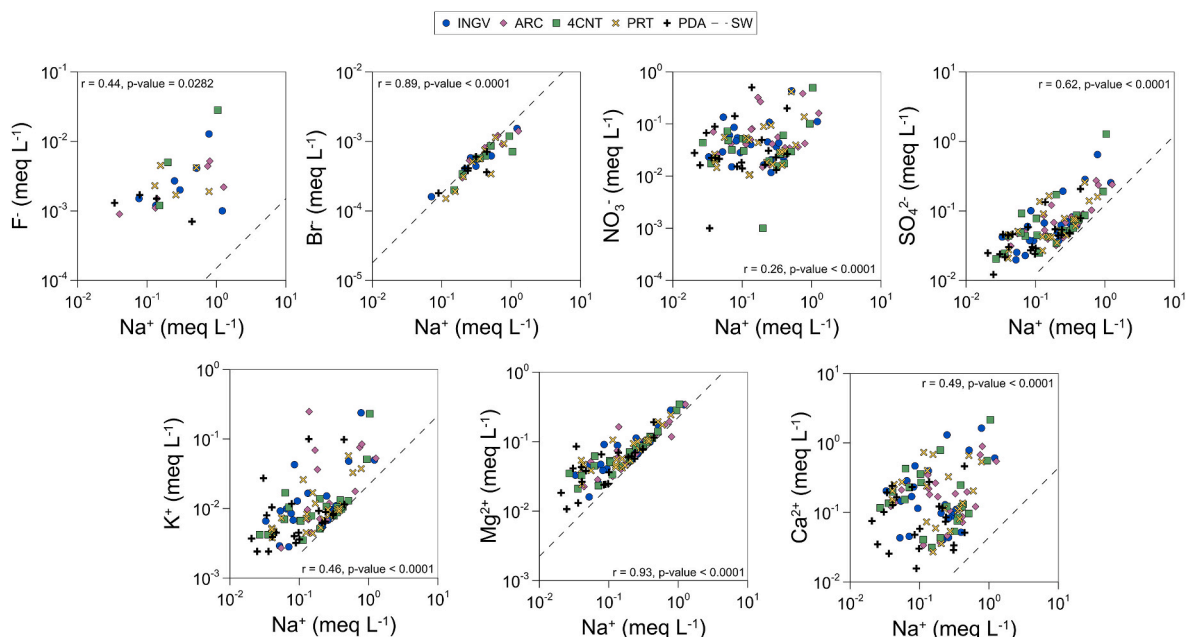 INGV ARC 4CNT PRT PDA SW
10⁻¹
10⁻²
10⁻³
10⁻⁴
F⁻ (meq L⁻¹)
r = 0.44, p-value = 0.0282
10⁻² 10⁻¹ 10⁰ 10¹
Na⁺ (meq L⁻¹)
10⁻²
10⁻³
10⁻⁴
10⁻⁵
Br⁻ (meq L⁻¹)
r = 0.89, p-value < 0.0001
10⁻² 10⁻¹ 10⁰ 10¹
Na⁺ (meq L⁻¹)
10⁰
10⁻¹
10⁻²
10⁻³
10⁻⁴
NO₃⁻ (meq L⁻¹)
r = 0.26, p-value < 0.0001
10⁻² 10⁻¹ 10⁰ 10¹
Na⁺ (meq L⁻¹)
10¹
10⁰
10⁻¹
10⁻²
SO₄²⁻ (meq L⁻¹)
r = 0.62, p-value < 0.0001
10⁻² 10⁻¹ 10⁰ 10¹
Na⁺ (meq L⁻¹)
10⁰
10⁻¹
10⁻²
10⁻³
K⁺ (meq L⁻¹)
r = 0.46, p-value < 0.0001
10⁻² 10⁻¹ 10⁰ 10¹
Na⁺ (meq L⁻¹)
10⁰
10⁻¹
10⁻²
10⁻³
Mg²⁺ (meq L⁻¹)
r = 0.93, p-value < 0.0001
10⁻² 10⁻¹ 10⁰ 10¹
Na⁺ (meq L⁻¹)
10¹
10⁰
10⁻¹
10⁻²
Ca²⁺ (meq L⁻¹)
r = 0.49, p-value < 0.0001
10⁻² 10⁻¹ 10⁰ 10¹
Na⁺ (meq L⁻¹)